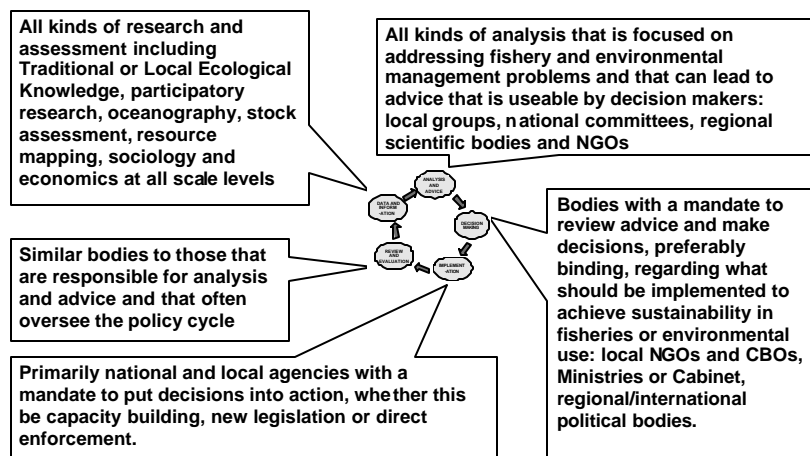 All kinds of research and
assessment including
Traditional or Local Ecological
Knowledge, participatory
research, oceanography, stock
assessment, resource
mapping, sociology and
economics at all scale levels
All kinds of analysis that is focused on
addressing fishery and environmental
management problems and that can lead to
advice that is useable by decision makers:
local groups, national committees, regional
scientific bodies and NGOs
ANALYSIS
AND
ADVICE
DATA AND
INFORM
-ATION
DECISION
MAKING
REVIEW
AND
EVALUATION
IMPLEMENT
-ATION
Similar bodies to those that
are responsible for analysis
and advice and that often
oversee the policy cycle
Bodies with a mandate to
review advice and make
decisions, preferably
binding, regarding what
should be implemented to
achieve sustainability in
fisheries or environmental
use: local NGOs and CBOs,
Ministries or Cabinet,
regional/international
political bodies.
Primarily national and local agencies with a
mandate to put decisions into action, whether this
be capacity building, new legislation or direct
enforcement.